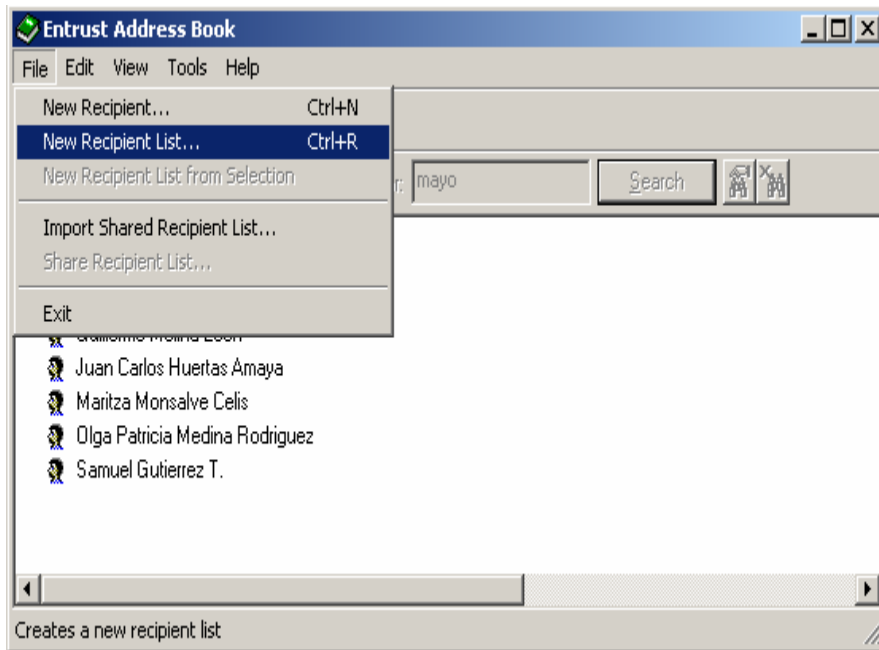 Entrust Address Book
File Edit View Tools Help
New Recipient... Ctrl+N
New Recipient List... Ctrl+R
New Recipient List from Selection
r: mayo Search
Import Shared Recipient List...
Share Recipient List...
Exit
Juan Carlos Huertas Amaya
Maritza Monsalve Celis
Olga Patricia Medina Rodriguez
Samuel Gutierrez T.
Creates a new recipient list